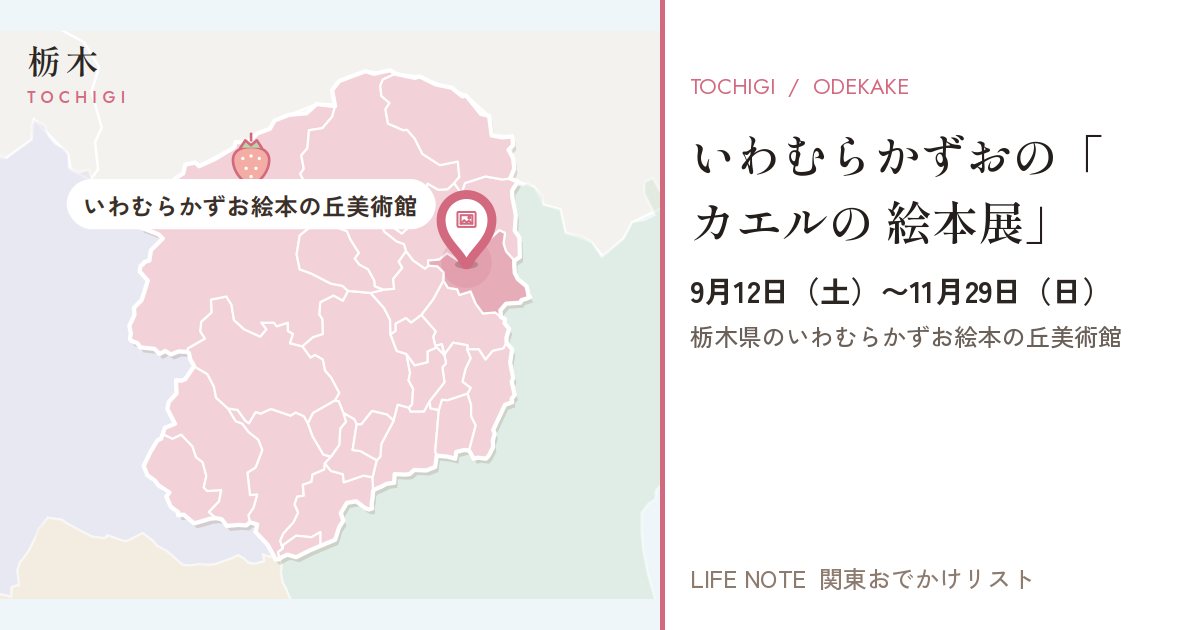 栃木
TOCHIGI
いわむらかずお絵本の丘美術館
TOCHIGI / ODEKAKE
いわむらかずおの「
カエルの 絵本展」
9月12日（土）〜11月29日（日）
栃木県のいわむらかずお絵本の丘美術館
LIFE NOTE 関東おでかけリスト